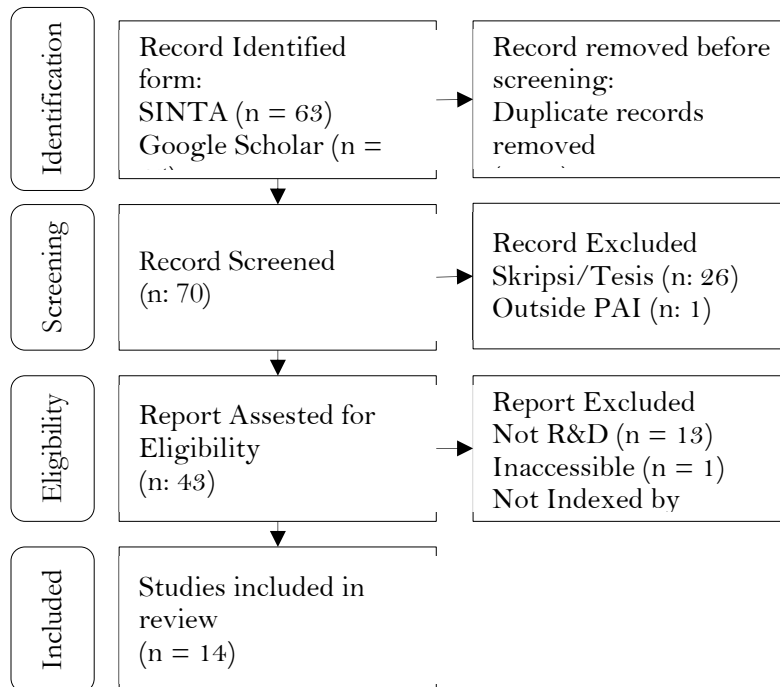 Identification
Record Identified
form:
SINTA (n = 63)
Google Scholar (n =
Record removed before
screening:
Duplicate records
removed
Screening
Record Screened
(n: 70)
Record Excluded
Skripsi/Tesis (n: 26)
Outside PAI (n: 1)
Eligibility
Report Assested for
Eligibility
(n: 43)
Report Excluded
Not R&D (n = 13)
Inaccessible (n = 1)
Not Indexed by
Included
Studies included in
review
(n = 14)